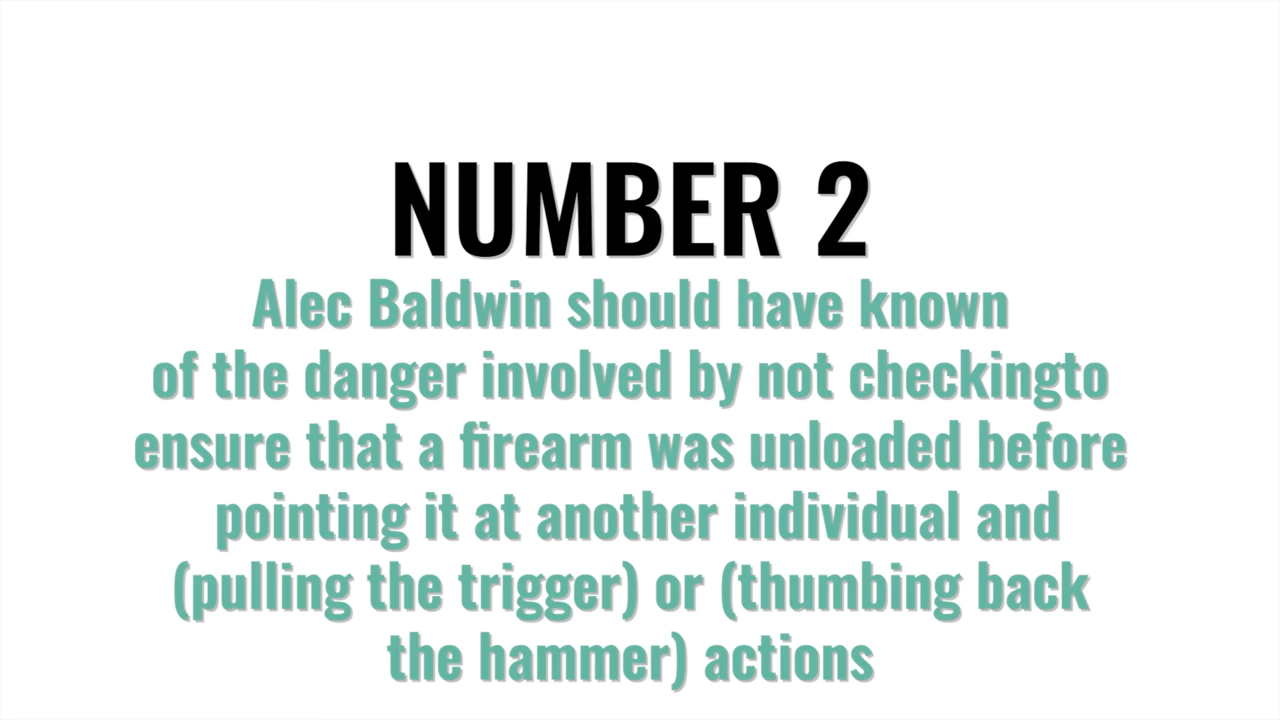 NUMBER 2
Alec Baldwin should have known
of the danger involved by not checkingto
ensure that a firearm was unloaded before
pointing it at another individual and
(pulling the trigger) or (thumbing back
the hammer) actions